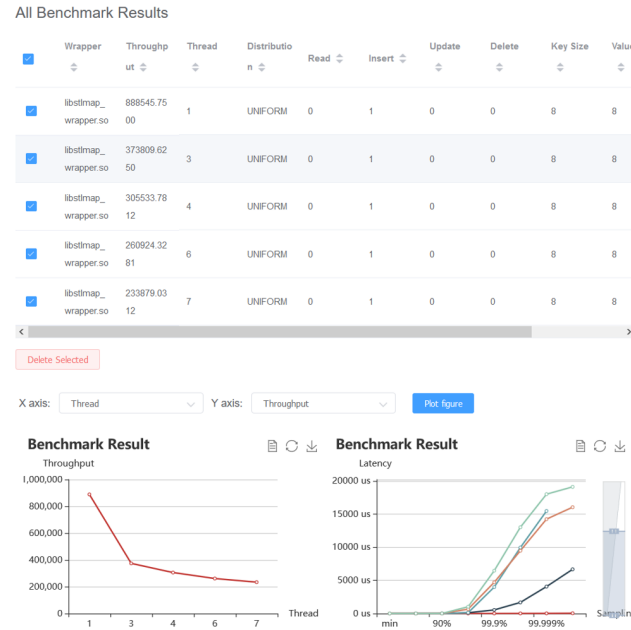 All Benchmark Results
Wrapper Throughp Thread Distributio Read Insert Update Delete Key Size Value
ut n
libstlmap_ 888545.75 1 UNIFORM 0 1 0 0 8 8
wrapper.so 00
libstlmap_ 373809.62 3 UNIFORM 0 1 0 0 8 8
wrapper.so 50
libstlmap_ 305533.78 4 UNIFORM 0 1 0 0 8 8
wrapper.so 12
libstlmap_ 260924.32 6 UNIFORM 0 1 0 0 8 8
wrapper.so 81
libstlmap_ 233879.03 7 UNIFORM 0 1 0 0 8 8
wrapper.so 12
Delete Selected
X axis: Thread Y axis: Throughput Plot figure
Benchmark Result
Throughput
1,000,000
800,000
600,000
400,000
200,000
0
1 3 4 6 7
Thread
Benchmark Result
Latency
20000 us
15000 us
10000 us
5000 us
0 us
min 90% 99.9% 99.999%
Samplin